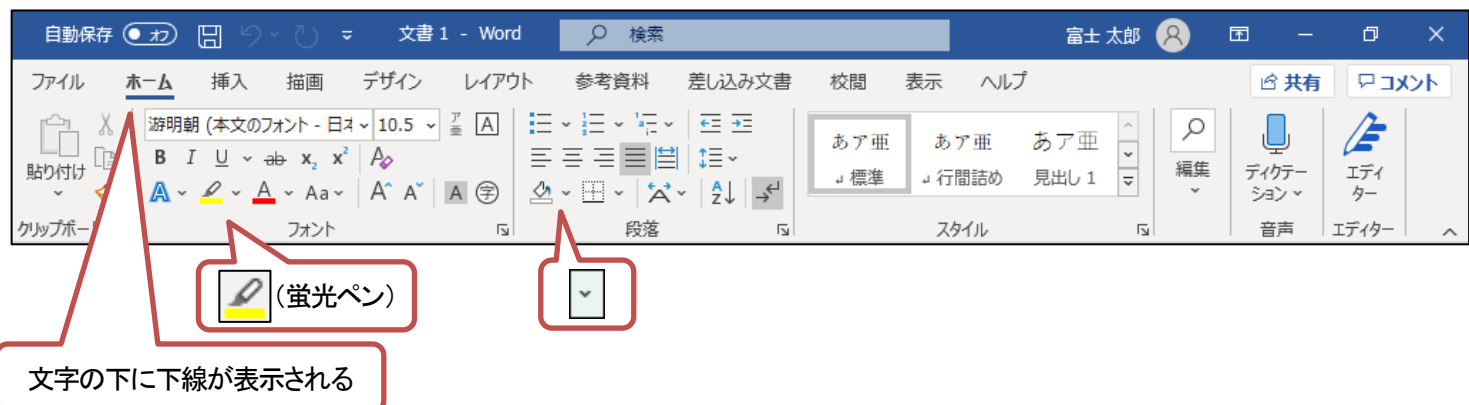 自動保存 オフ 文書 1 - Word 検索 富士 太郎
ファイル ホーム 挿入 描画 デザイン レイアウト 参考資料 差し込み文書 校閲 表示 ヘルプ 共有 コメント
游明朝 (本文のフォント - 日本 10.5 ア亜 A
B I U ab x₂ x² A
貼り付け
A A Aa A A A 字
あア亜 あア亜 あア亜
↲標準 ↲行間詰め 見出し 1
編集
ディクテー
ション
エディ
ター
クリップボー フォント 段落 スタイル 音声 エディター
(蛍光ペン)
文字の下に下線が表示される